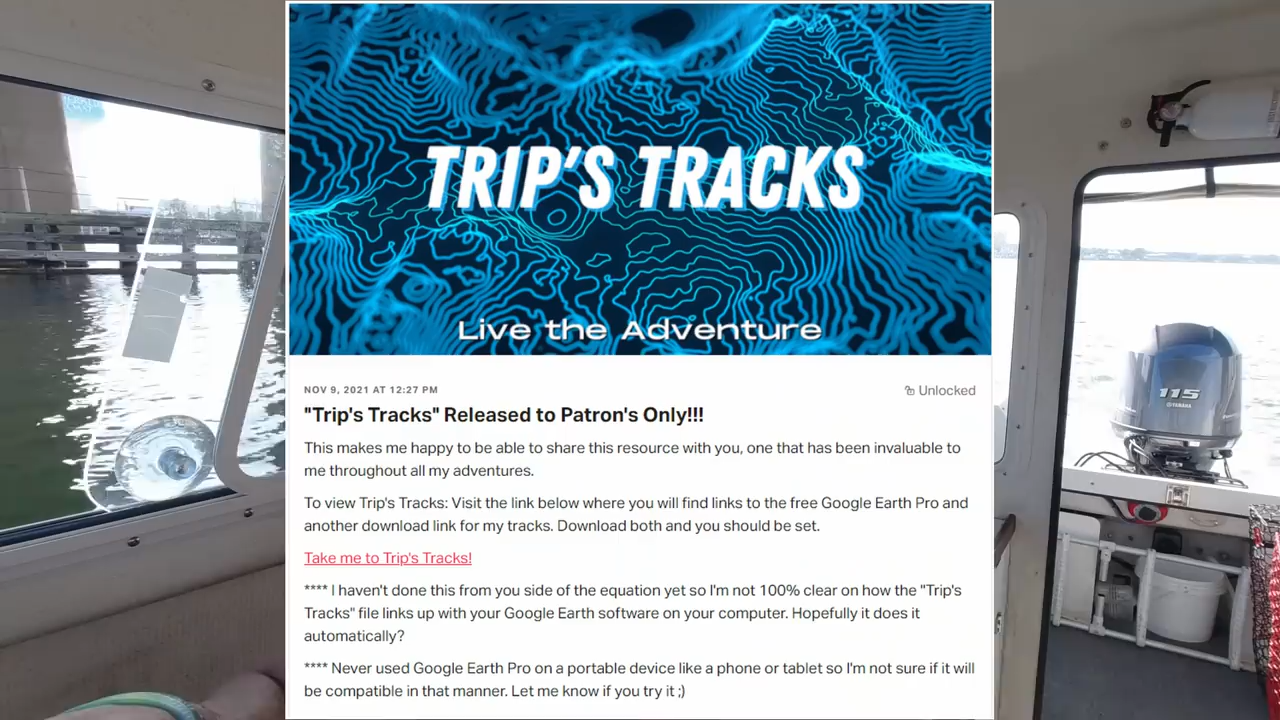 TRIP'S TRACKS
Live the Adventure
NOV 9, 2021 AT 12:27 PM
Unlocked
"Trip's Tracks" Released to Patron's Only!!!
This makes me happy to be able to share this resource with you, one that has been invaluable to
me throughout all my adventures.
To view Trip's Tracks: Visit the link below where you will find links to the free Google Earth Pro and
another download link for my tracks. Download both and you should be set.
Take me to Trip's Tracks!
**** I haven't done this from you side of the equation yet so I'm not 100% clear on how the "Trip's
Tracks" file links up with your Google Earth software on your computer. Hopefully it does it
automatically?
**** Never used Google Earth Pro on a portable device like a phone or tablet so I'm not sure if it will
be compatible in that manner. Let me know if you try it ;)
115
YAMAHA